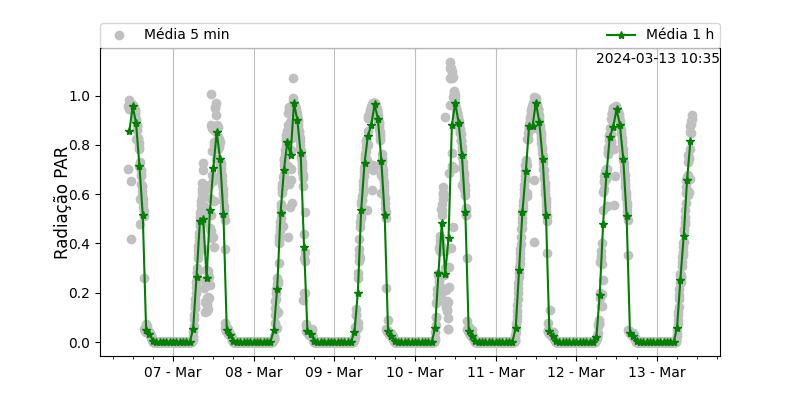 Média 5 min
Média 1 h
2024-03-13 10:35
Radiação PAR
1.0
0.8
0.6
0.4
0.2
0.0
07 - Mar 08 - Mar 09 - Mar 10 - Mar 11 - Mar 12 - Mar 13 - Mar